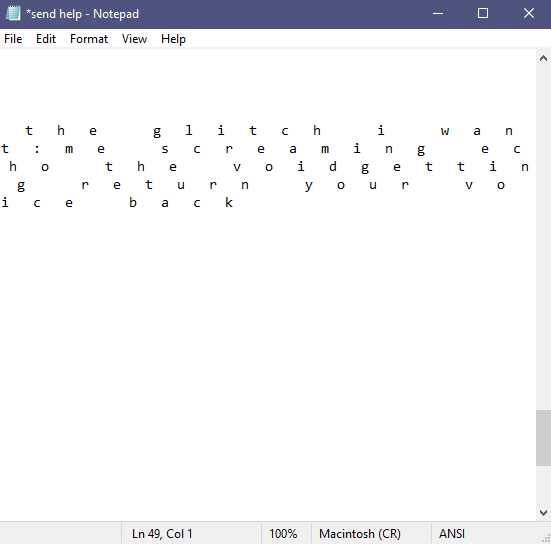 *send help - Notepad
File Edit Format View Help
t h e   g l i t c h   i   w a n
t : m e   s c r e a m i n g   e c
h o   t h e   v o i d g e t t i n
g   r e t u r n   y o u r   v o
i c e   b a c k
Ln 49, Col 1 100% Macintosh (CR) ANSI